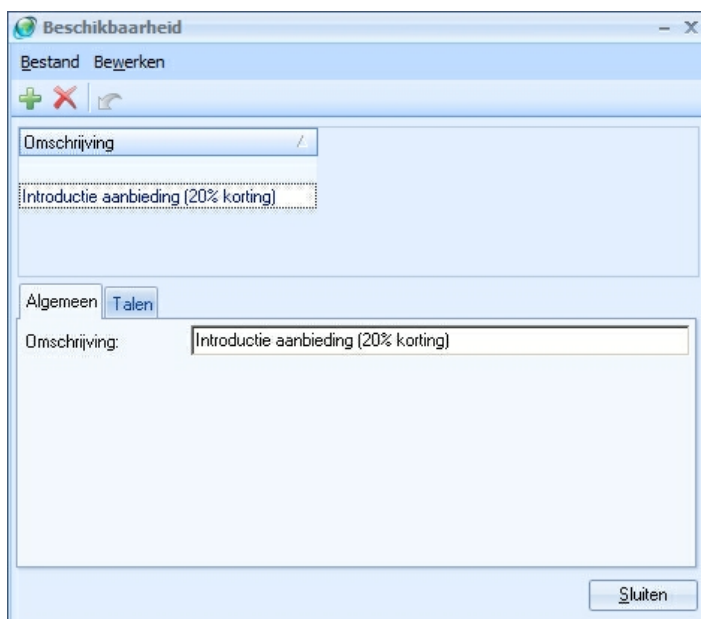 Beschikbaarheid
Bestand Bewerken
Omschrijving
Introductie aanbieding (20% korting)
Algemeen Talen
Omschrijving: Introductie aanbieding (20% korting)
Sluiten